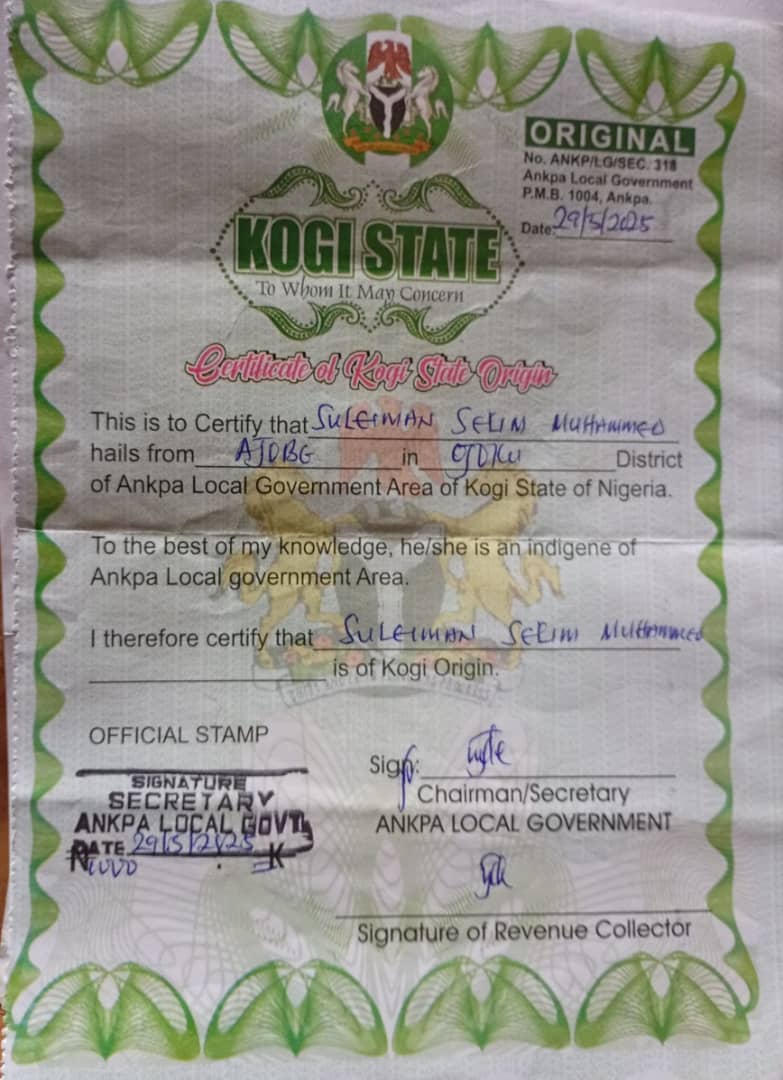 ORIGINAL
No. ANKP/LG/SEC. 318
Ankpa Local Government
P.M.B. 1004, Ankpa.
Date: 29/5/2025
KOGI STATE
To Whom It May Concern
Certificate of Kogi State Origin
This is to Certify that SULEIMAN SELIM MUHAMMED
hails from AJOBG in OJOKU District
of Ankpa Local Government Area of Kogi State of Nigeria.
To the best of my knowledge, he/she is an indigene of
Ankpa Local government Area.
I therefore certify that SULEIMAN SELIM MUHAMMED
is of Kogi Origin.
OFFICIAL STAMP
SIGNATURE
SECRETARY
ANKPA LOCAL GOVT,
DATE 29/5/2025
Sign:
Chairman/Secretary
ANKPA LOCAL GOVERNMENT
Signature of Revenue Collector